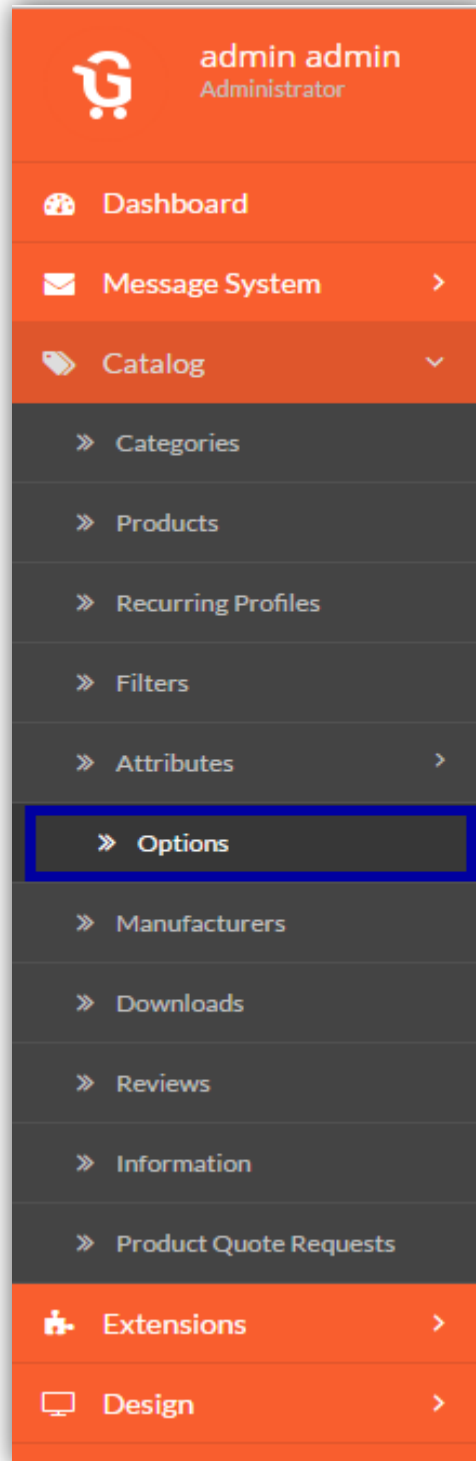 admin admin
Administrator
Dashboard
Message System
Catalog
Categories
Products
Recurring Profiles
Filters
Attributes
Options
Manufacturers
Downloads
Reviews
Information
Product Quote Requests
Extensions
Design